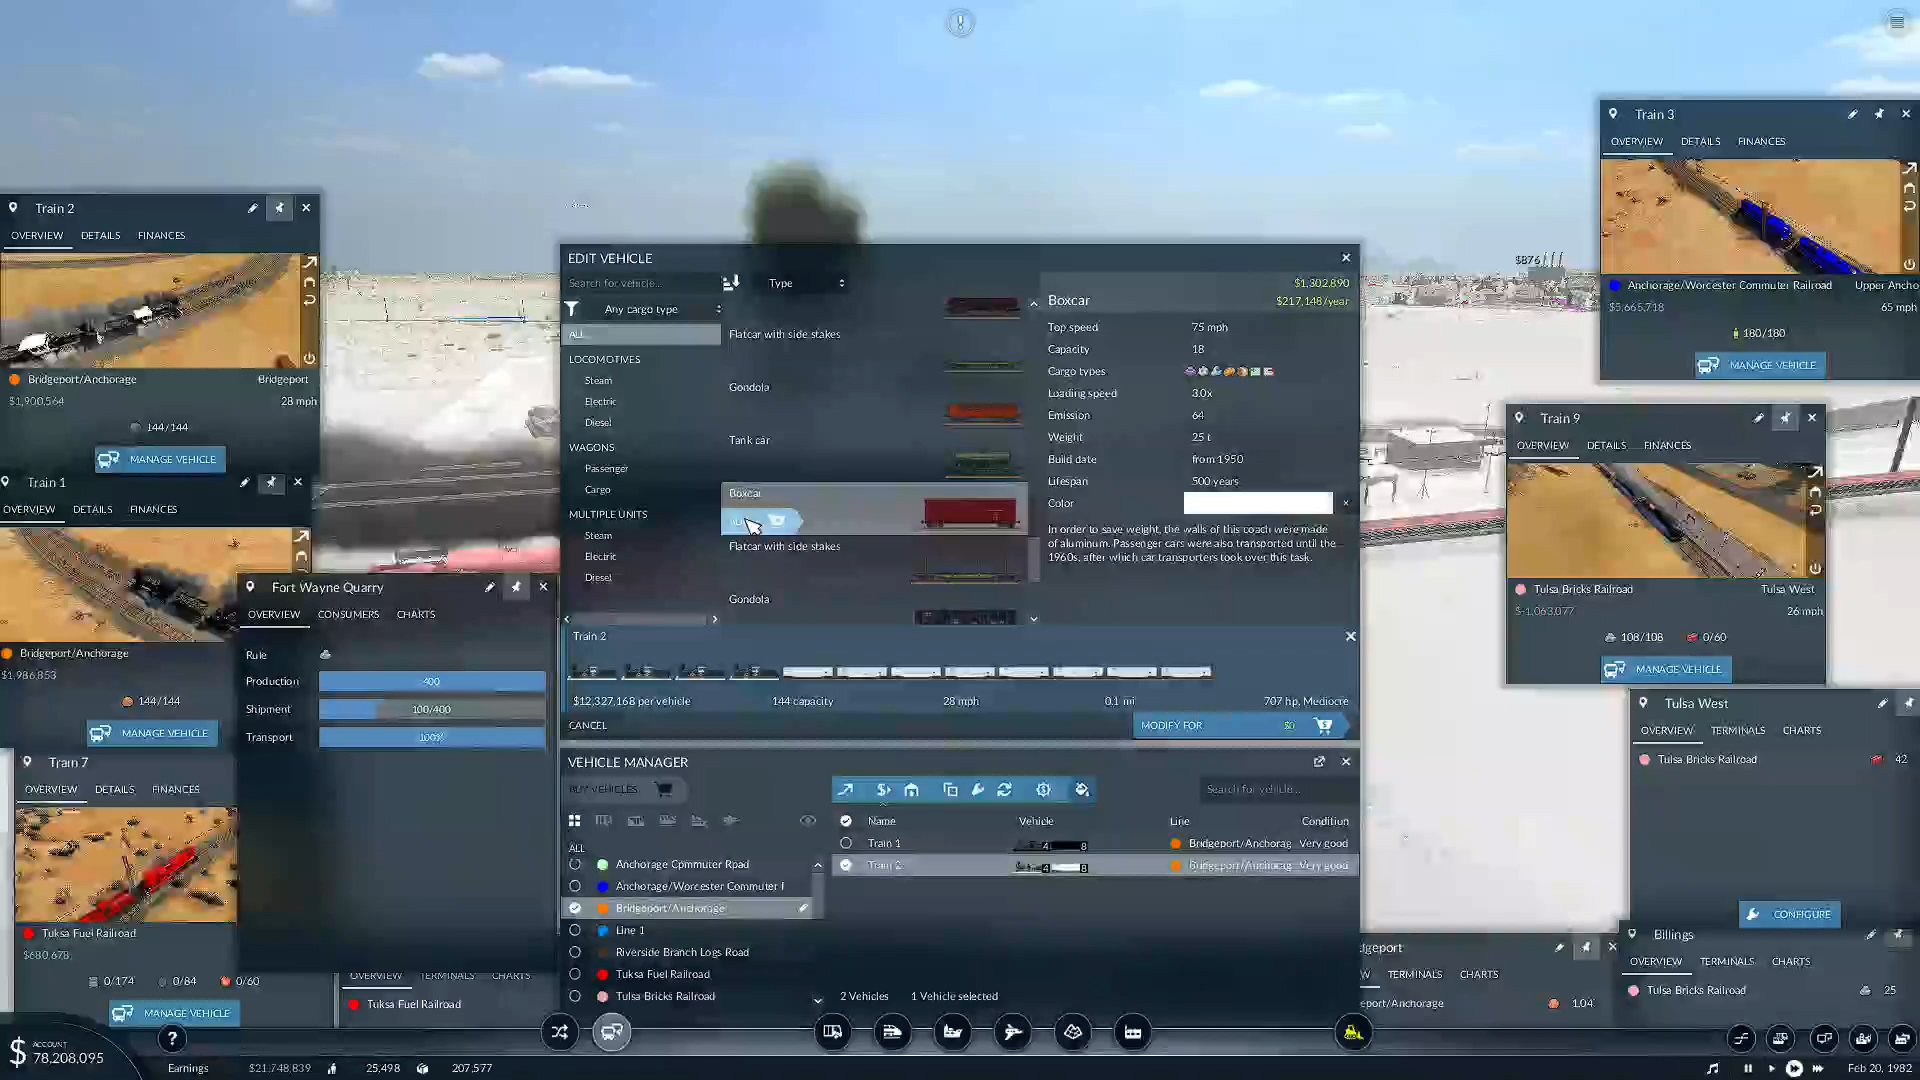 Train 2
OVERVIEW DETAILS FINANCES
Bridgeport/Anchorage Bridgeport
$1,900,564 28 mph
144/144
MANAGE VEHICLE
Train 1
OVERVIEW DETAILS FINANCES
Bridgeport/Anchorage
$1,986,853
144/144
MANAGE VEHICLE
Fort Wayne Quarry
OVERVIEW CONSUMERS CHARTS
Rule
Production 400
Shipment 100/400
Transport 100%
Train 7
OVERVIEW DETAILS FINANCES
Tuksa Fuel Railroad
$680,678
0/174 0/84 0/60
MANAGE VEHICLE
OVERVIEW TERMINALS CHARTS
Tuksa Fuel Railroad
EDIT VEHICLE
Search for vehicle...
Type
Any cargo type
ALL
LOCOMOTIVES
Steam
Electric
Diesel
WAGONS
Passenger
Cargo
MULTIPLE UNITS
Steam
Electric
Diesel
Flatcar with side stakes
Gondola
Tank car
Boxcar
Flatcar with side stakes
Gondola
$1,302,890
Boxcar $217,148/year
Top speed 75 mph
Capacity 18
Cargo types
Loading speed 3.0x
Emission 64
Weight 25 t
Build date from 1950
Lifespan 500 years
Color
In order to save weight, the walls of this coach were made
of aluminum. Passenger cars were also transported until the
1960s, after which car transporters took over this task.
Train 2
$12,327,168 per vehicle 144 capacity 28 mph 0.1 mi 707 hp, Mediocre
CANCEL MODIFY FOR $0
VEHICLE MANAGER
BUY VEHICLES
Search for vehicle...
ALL
Anchorage Commuter Road
Anchorage/Worcester Commuter
Bridgeport/Anchorage
Line 1
Riverside Branch Logs Road
Tuksa Fuel Railroad
Tulsa Bricks Railroad
Name Vehicle Line Condition
Train 1 4 8 Bridgeport/Anchorag Very good
Train 2 4 8 Bridgeport/Anchorag Very good
2 Vehicles 1 Vehicle selected
$876
Train 3
OVERVIEW DETAILS FINANCES
Anchorage/Worcester Commuter Railroad Upper Ancho
$5,665,718 65 mph
180/180
MANAGE VEHICLE
Train 9
OVERVIEW DETAILS FINANCES
Tulsa Bricks Railroad Tulsa West
$-1,063,077 26 mph
108/108 0/60
MANAGE VEHICLE
Tulsa West
OVERVIEW TERMINALS CHARTS
Tulsa Bricks Railroad 42
CONFIGURE
dgeport
W TERMINALS CHARTS
eport/Anchorage 1,04
Billings
OVERVIEW TERMINALS CHARTS
Tulsa Bricks Railroad 25
$ ACCOUNT
78,208,095
?
Earnings $21,748,839 25,498 207,577
Feb 20, 1982